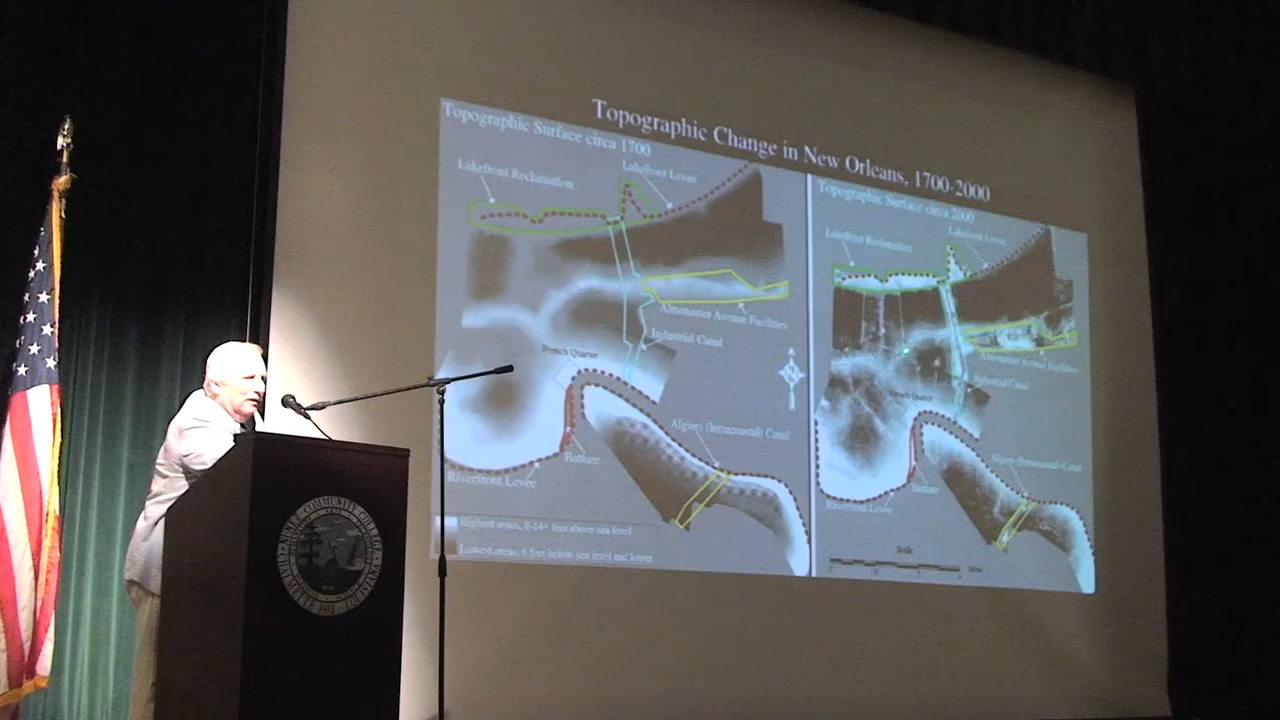 Topographic Change in New Orleans, 1700-2000
Topographic Surface circa 1700
Lakefront Reclamation
Lakefront Levee
Almonaster Avenue Facilities
Industrial Canal
French Quarter
Algiers (Intracoastal) Canal
Batture
Riverfront Levee
Highest areas, 8-14+ feet above sea level
Lowest areas, 6 feet below sea level and lower
Topographic Surface circa 2000
Lakefront Reclamation
Lakefront Levee
Avenue Facilities
Industrial Canal
French Quarter
Algiers (Intracoastal) Canal
Batture
Riverfront Levee
Scale
COMMUNITY